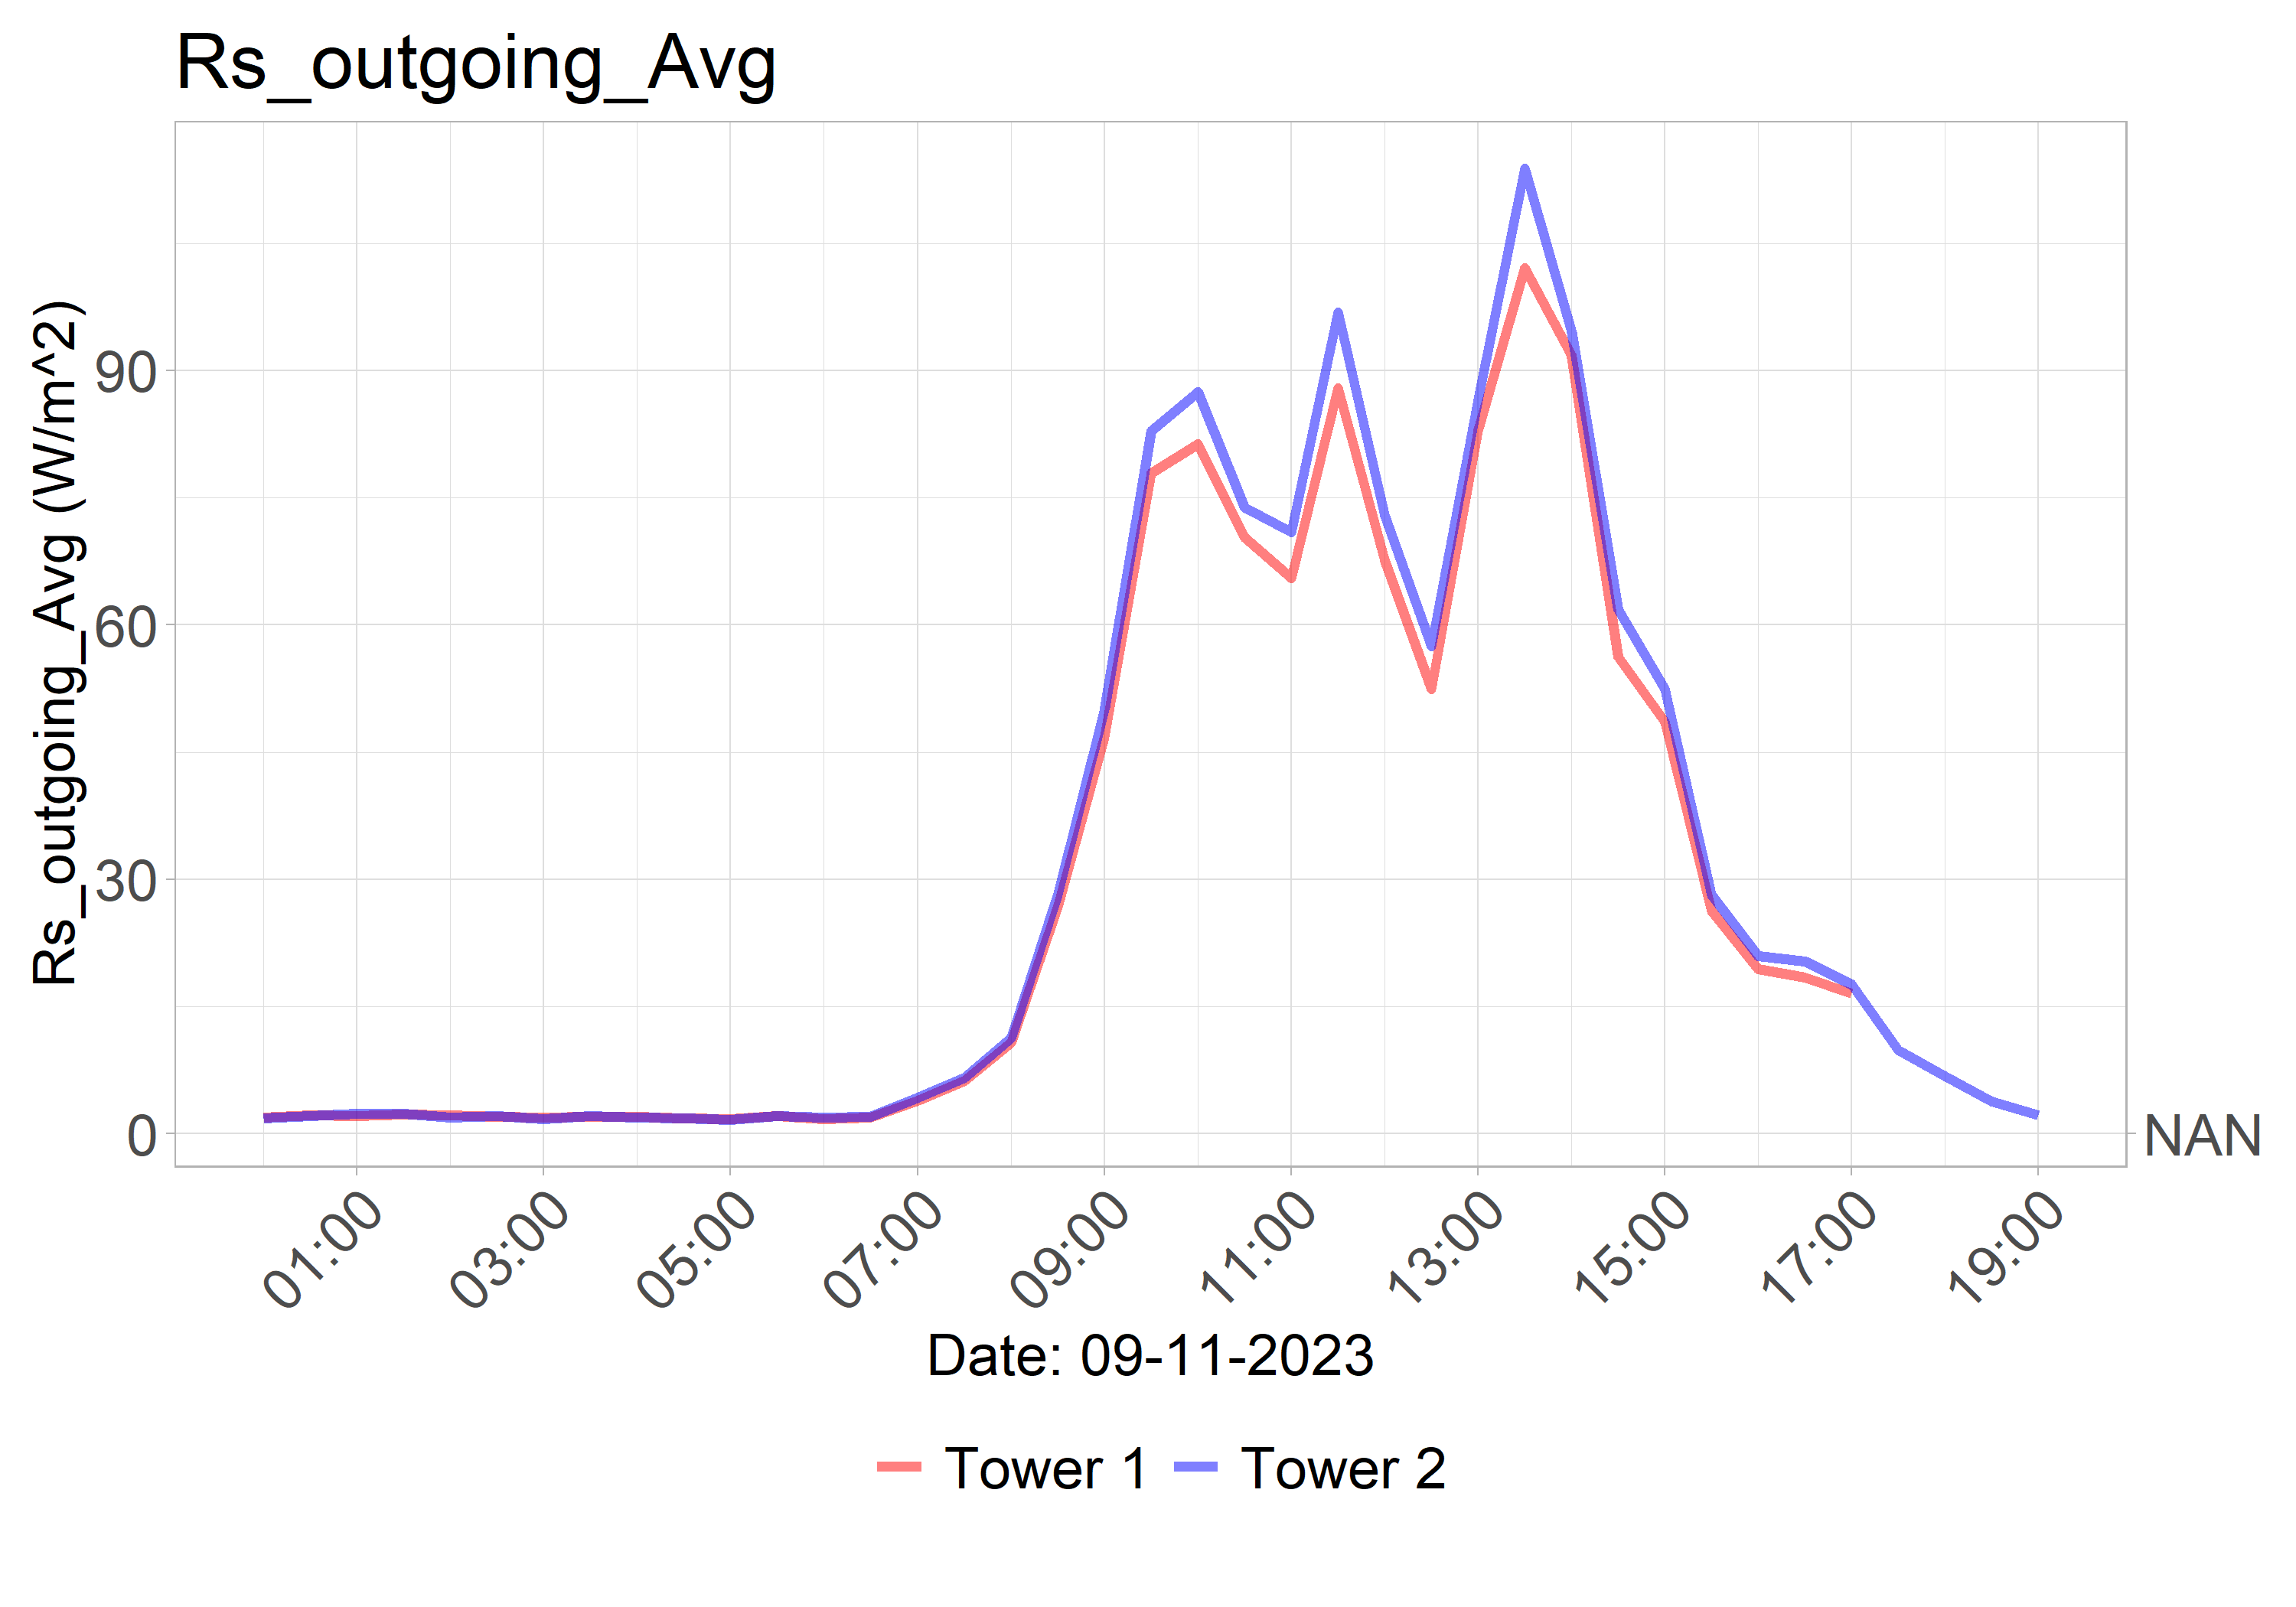 Rs_outgoing_Avg
Rs_outgoing_Avg (W/m^2)
90
60
30
0
NAN
01:00
03:00
05:00
07:00
09:00
11:00
13:00
15:00
17:00
19:00
Date: 09-11-2023
Tower 1
Tower 2